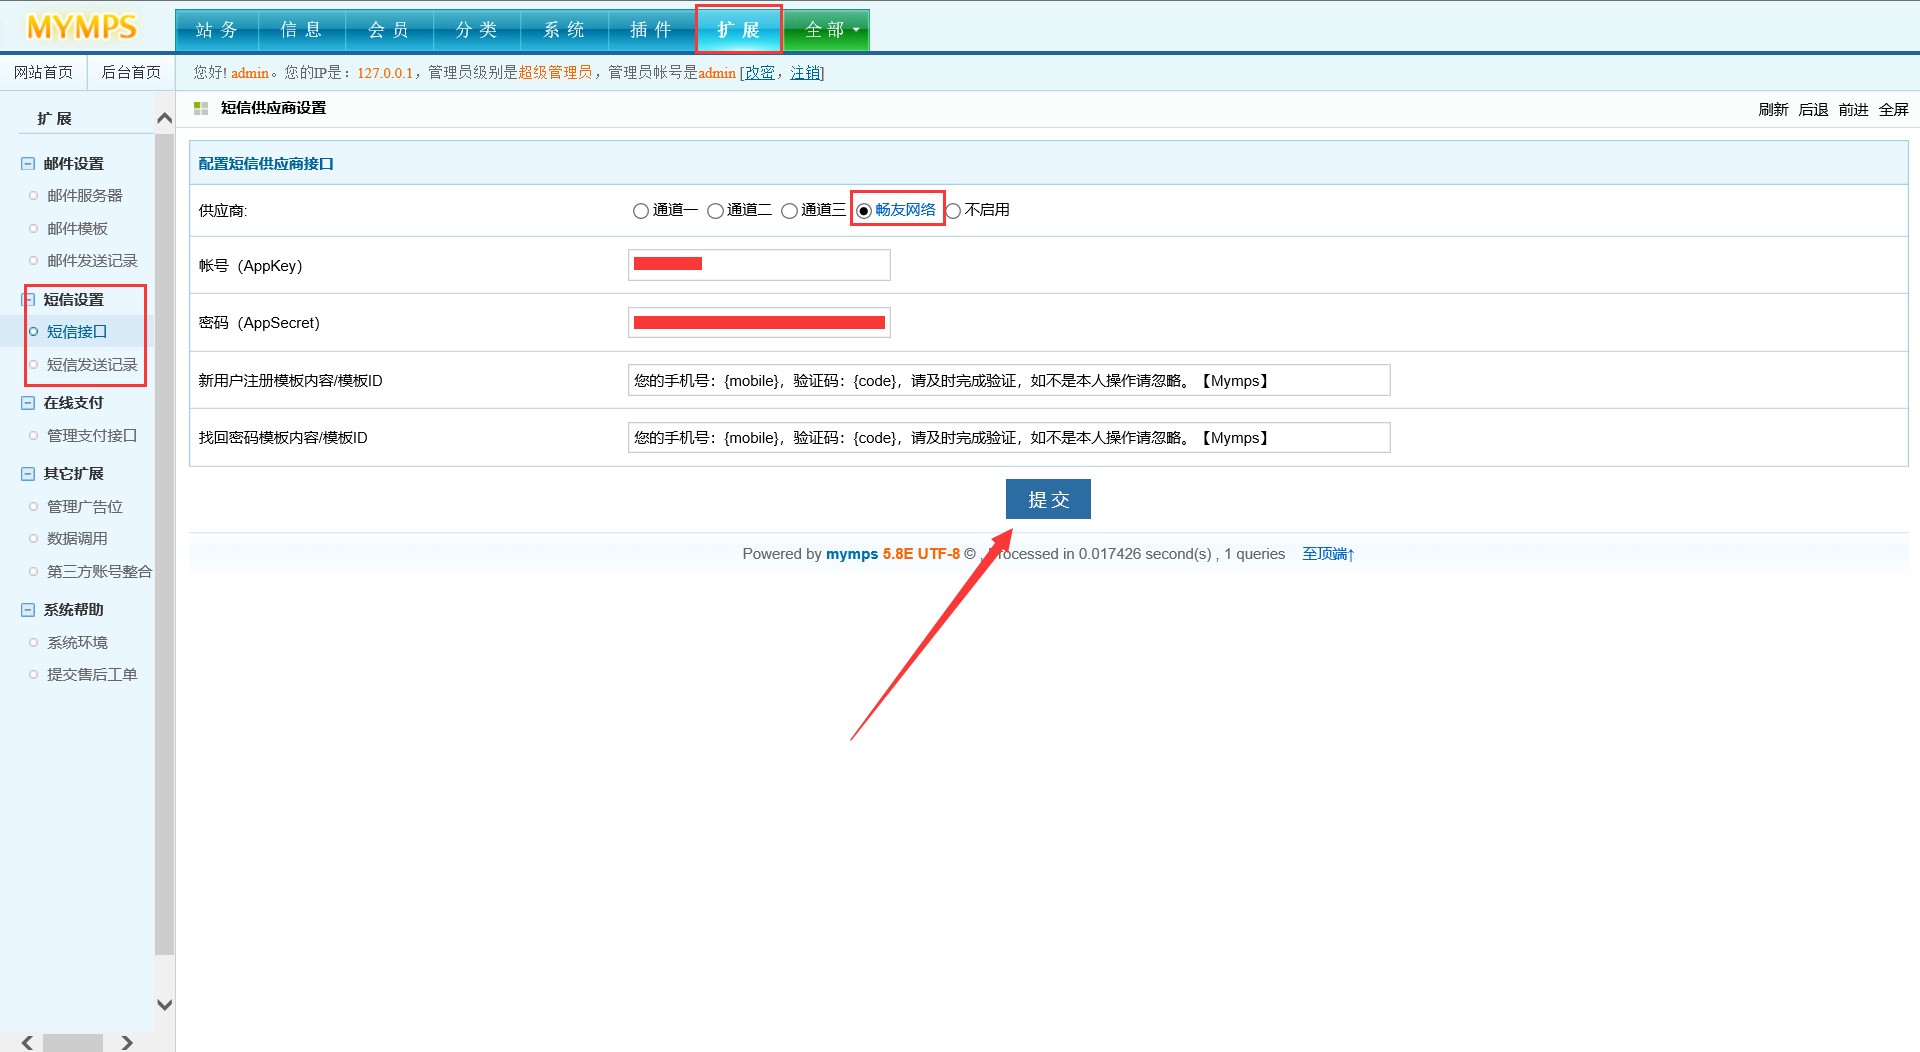 MYMPS
站 务 信 息 会 员 分 类 系 统 插 件 扩 展 全 部
网站首页 后台首页 您好! admin。您的IP是：127.0.0.1，管理员级别是超级管理员，管理员帐号是admin [改密，注销]
扩 展
短信供应商设置
刷新 后退 前进 全屏
邮件设置
邮件服务器
邮件模板
邮件发送记录
短信设置
短信接口
短信发送记录
在线支付
管理支付接口
其它扩展
管理广告位
数据调用
第三方账号整合
系统帮助
系统环境
提交售后工单
配置短信供应商接口
供应商: 通道一 通道二 通道三 畅友网络 不启用
帐号（AppKey）
密码（AppSecret）
新用户注册模板内容/模板ID 您的手机号：{mobile}，验证码：{code}，请及时完成验证，如不是本人操作请忽略。【Mymps】
找回密码模板内容/模板ID 您的手机号：{mobile}，验证码：{code}，请及时完成验证，如不是本人操作请忽略。【Mymps】
提 交
Powered by mymps 5.8E UTF-8 © , Processed in 0.017426 second(s) , 1 queries 至顶端↑